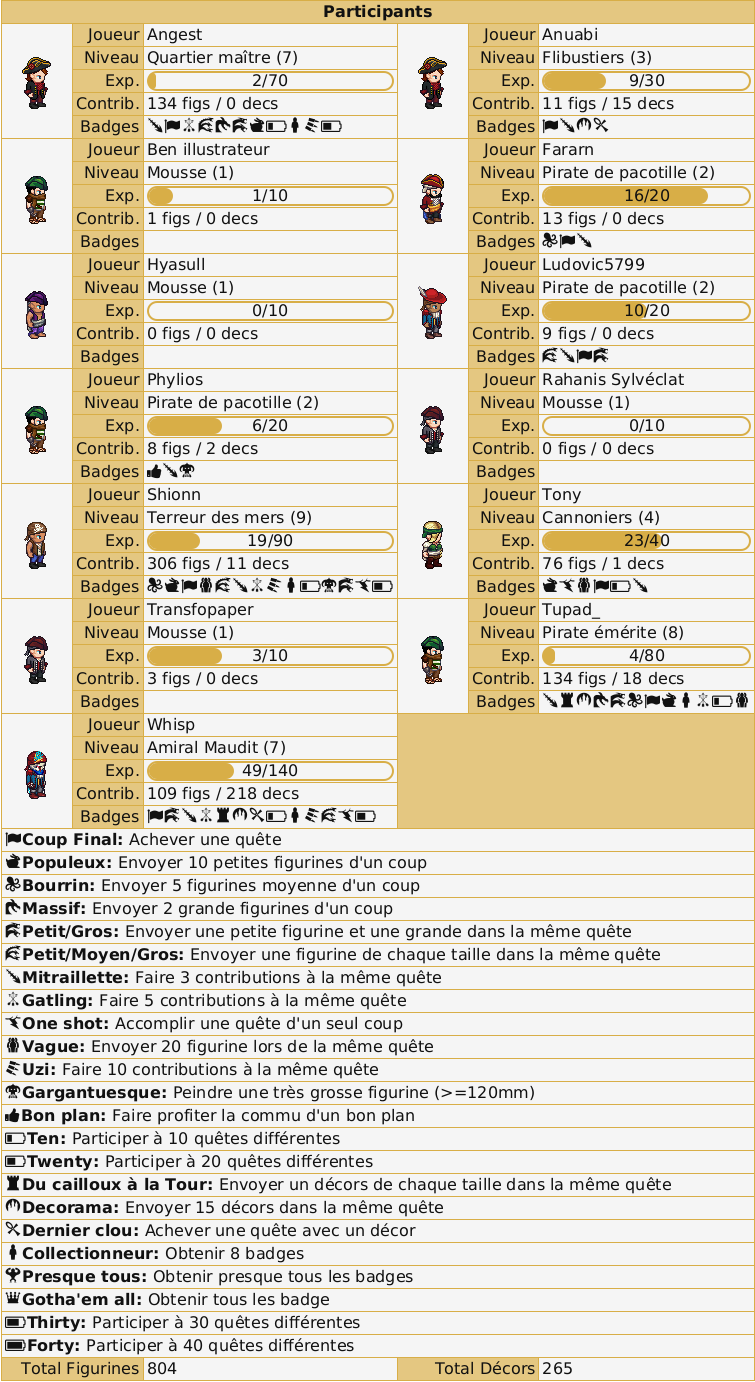 Participants
Joueur Angest
Niveau Quartier maître (7)
Exp. 2/70
Contrib. 134 figs / 0 decs
Badges
Joueur Anuabi
Niveau Flibustiers (3)
Exp. 9/30
Contrib. 11 figs / 15 decs
Badges
Joueur Ben illustrateur
Niveau Mousse (1)
Exp. 1/10
Contrib. 1 figs / 0 decs
Badges
Joueur Fararn
Niveau Pirate de pacotille (2)
Exp. 16/20
Contrib. 13 figs / 0 decs
Badges
Joueur Hyasull
Niveau Mousse (1)
Exp. 0/10
Contrib. 0 figs / 0 decs
Badges
Joueur Ludovic5799
Niveau Pirate de pacotille (2)
Exp. 10/20
Contrib. 9 figs / 0 decs
Badges
Joueur Phylios
Niveau Pirate de pacotille (2)
Exp. 6/20
Contrib. 8 figs / 2 decs
Badges
Joueur Rahanis Sylvéclat
Niveau Mousse (1)
Exp. 0/10
Contrib. 0 figs / 0 decs
Badges
Joueur Shionn
Niveau Terreur des mers (9)
Exp. 19/90
Contrib. 306 figs / 11 decs
Badges
Joueur Tony
Niveau Cannoniers (4)
Exp. 23/40
Contrib. 76 figs / 1 decs
Badges
Joueur Transfopaper
Niveau Mousse (1)
Exp. 3/10
Contrib. 3 figs / 0 decs
Badges
Joueur Tupad_
Niveau Pirate émérite (8)
Exp. 4/80
Contrib. 134 figs / 18 decs
Badges
Joueur Whisp
Niveau Amiral Maudit (7)
Exp. 49/140
Contrib. 109 figs / 218 decs
Badges
Coup Final: Achever une quête
Populeux: Envoyer 10 petites figurines d'un coup
Bourrin: Envoyer 5 figurines moyenne d'un coup
Massif: Envoyer 2 grande figurines d'un coup
Petit/Gros: Envoyer une petite figurine et une grande dans la même quête
Petit/Moyen/Gros: Envoyer une figurine de chaque taille dans la même quête
Mitraillette: Faire 3 contributions à la même quête
Gatling: Faire 5 contributions à la même quête
One shot: Accomplir une quête d'un seul coup
Vague: Envoyer 20 figurine lors de la même quête
Uzi: Faire 10 contributions à la même quête
Gargantuesque: Peindre une très grosse figurine (>=120mm)
Bon plan: Faire profiter la commu d'un bon plan
Ten: Participer à 10 quêtes différentes
Twenty: Participer à 20 quêtes différentes
Du cailloux à la Tour: Envoyer un décors de chaque taille dans la même quête
Decorama: Envoyer 15 décors dans la même quête
Dernier clou: Achever une quête avec un décor
Collectionneur: Obtenir 8 badges
Presque tous: Obtenir presque tous les badges
Gotha'em all: Obtenir tous les badge
Thirty: Participer à 30 quêtes différentes
Forty: Participer à 40 quêtes différentes
Total Figurines 804
Total Décors 265